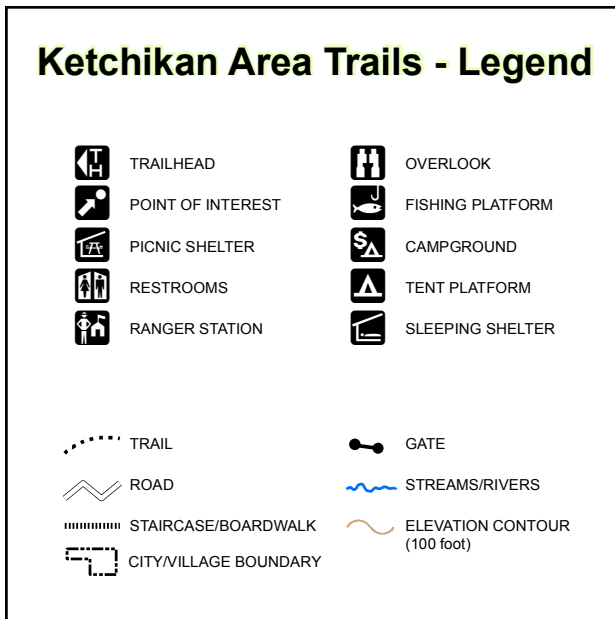 Ketchikan Area Trails - Legend
TH
TRAILHEAD
OVERLOOK
POINT OF INTEREST
FISHING PLATFORM
PICNIC SHELTER
$
CAMPGROUND
RESTROOMS
TENT PLATFORM
RANGER STATION
SLEEPING SHELTER
TRAIL
GATE
ROAD
STREAMS/RIVERS
STAIRCASE/BOARDWALK
ELEVATION CONTOUR
(100 foot)
CITY/VILLAGE BOUNDARY